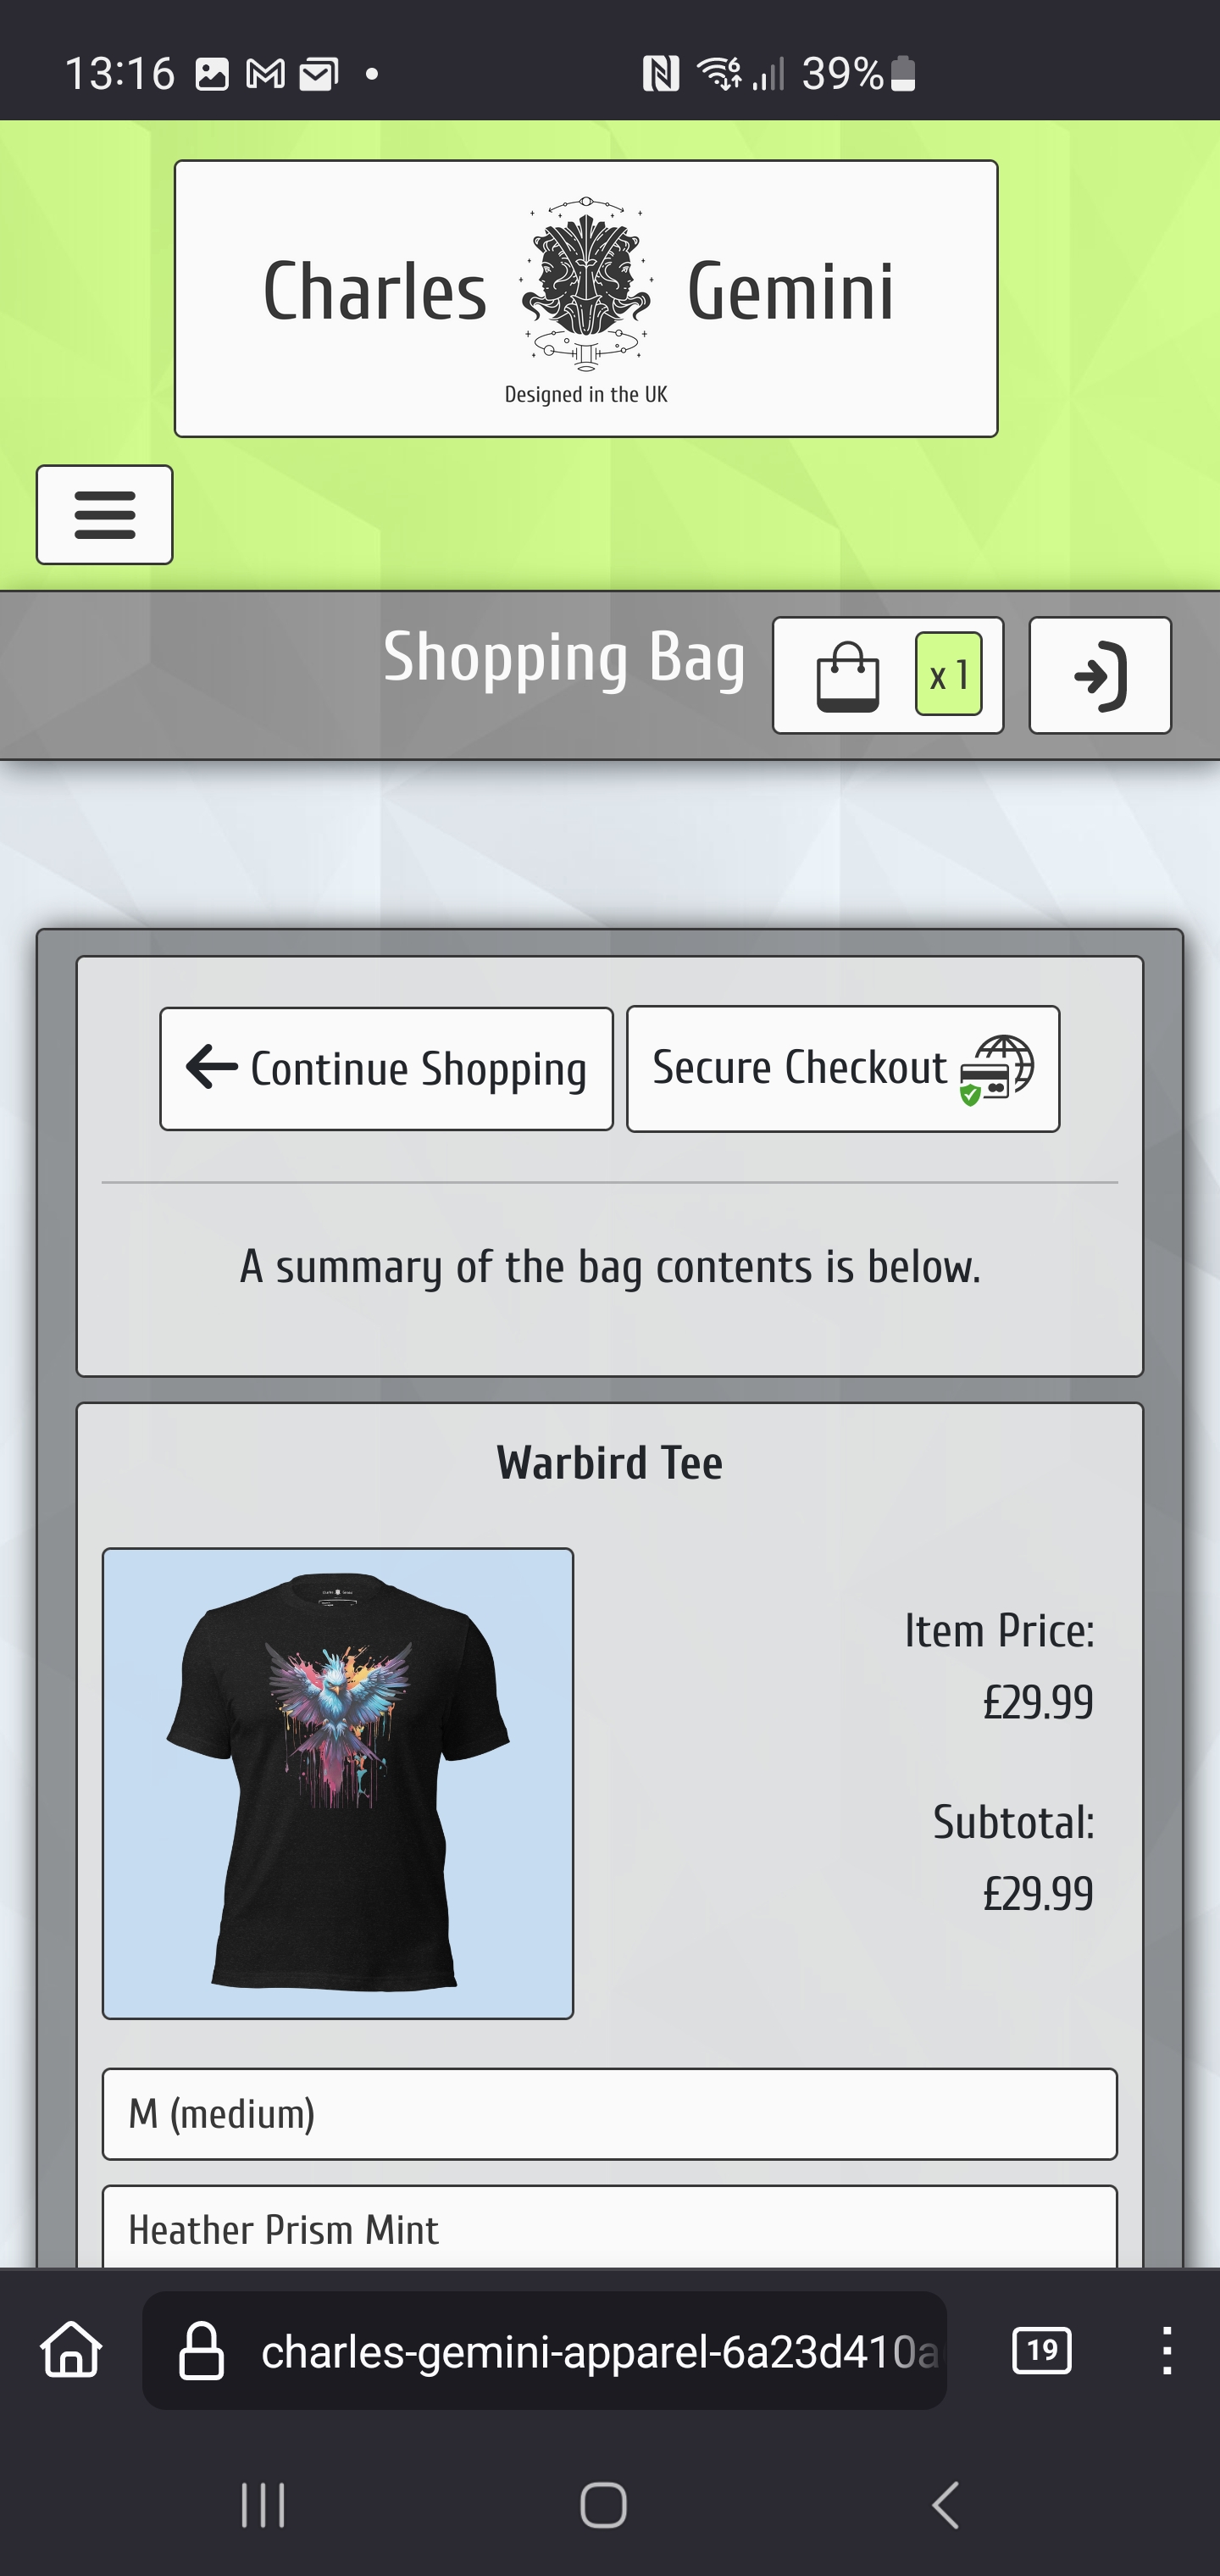 13:16
39%
Charles Gemini
Designed in the UK
Shopping Bag
x 1
Continue Shopping
Secure Checkout
A summary of the bag contents is below.
Warbird Tee
Item Price:
£29.99
Subtotal:
£29.99
M (medium)
Heather Prism Mint
charles-gemini-apparel-6a23d410a
19